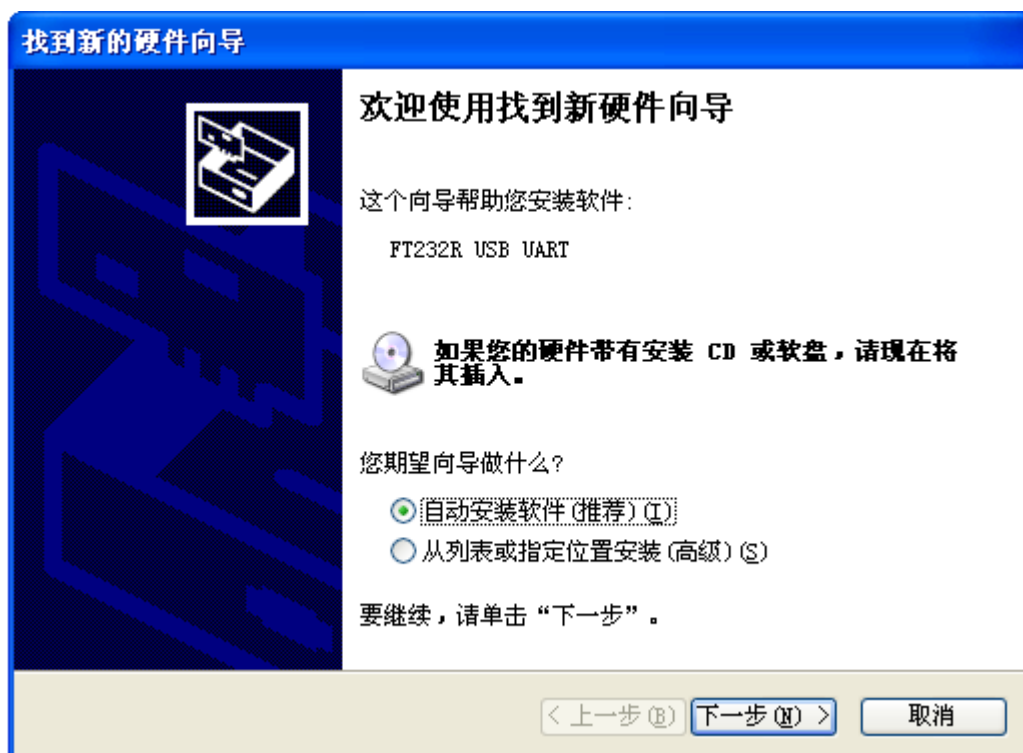 找到新的硬件向导
欢迎使用找到新硬件向导
这个向导帮助您安装软件:
FT232R USB UART
如果您的硬件带有安装 CD 或软盘，请现在将
其插入。
您期望向导做什么?
自动安装软件(推荐)(I)
从列表或指定位置安装(高级)(S)
要继续，请单击“下一步”。
< 上一步(B) 下一步(N) > 取消